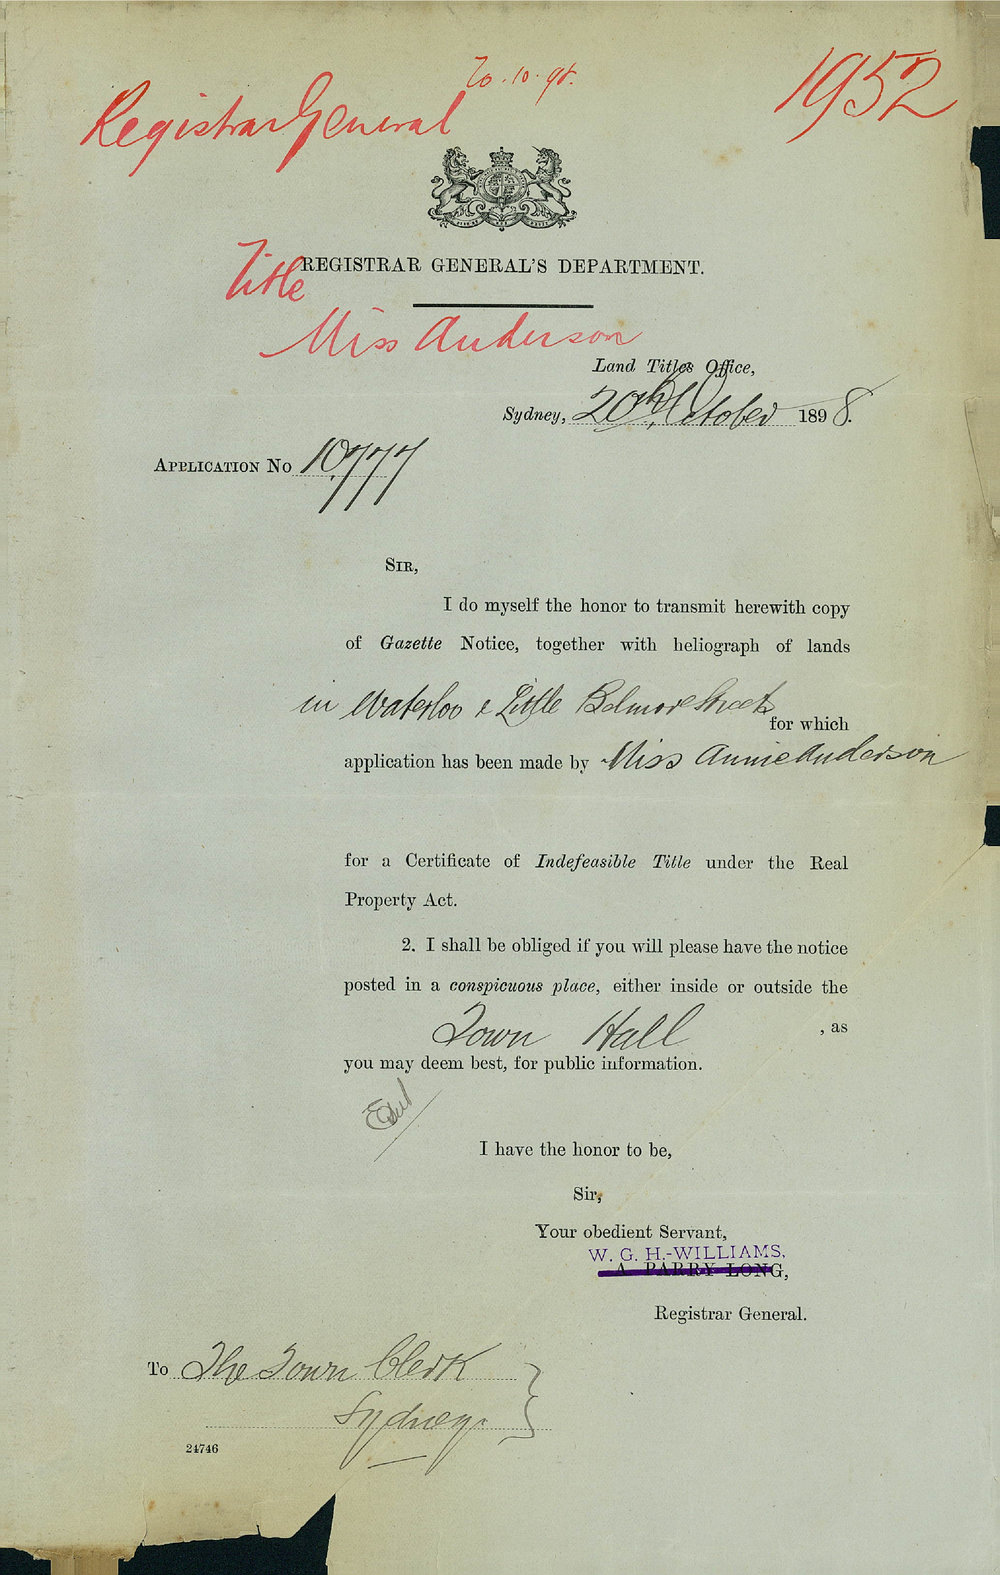 20.10.98.
1952
Registrar General
REGISTRAR GENERAL'S DEPARTMENT.
Title
Miss Anderson
Land Titles Office,
Sydney, 20th October 1898.
APPLICATION No 10777
SIR,
I do myself the honor to transmit herewith copy
of Gazette Notice, together with heliograph of lands
in Waterloo & Little Belmore Streets
for which
application has been made by Miss Annie Anderson
for a Certificate of Indefeasible Title under the Real
Property Act.
2. I shall be obliged if you will please have the notice
posted in a conspicuous place, either inside or outside the
Town Hall , as
you may deem best, for public information.
I have the honor to be,
Sir,
Your obedient Servant,
W. G. H.-WILLIAMS.
A PARRY LONG,
Registrar General.
To The Town Clerk
Sydney.
24746